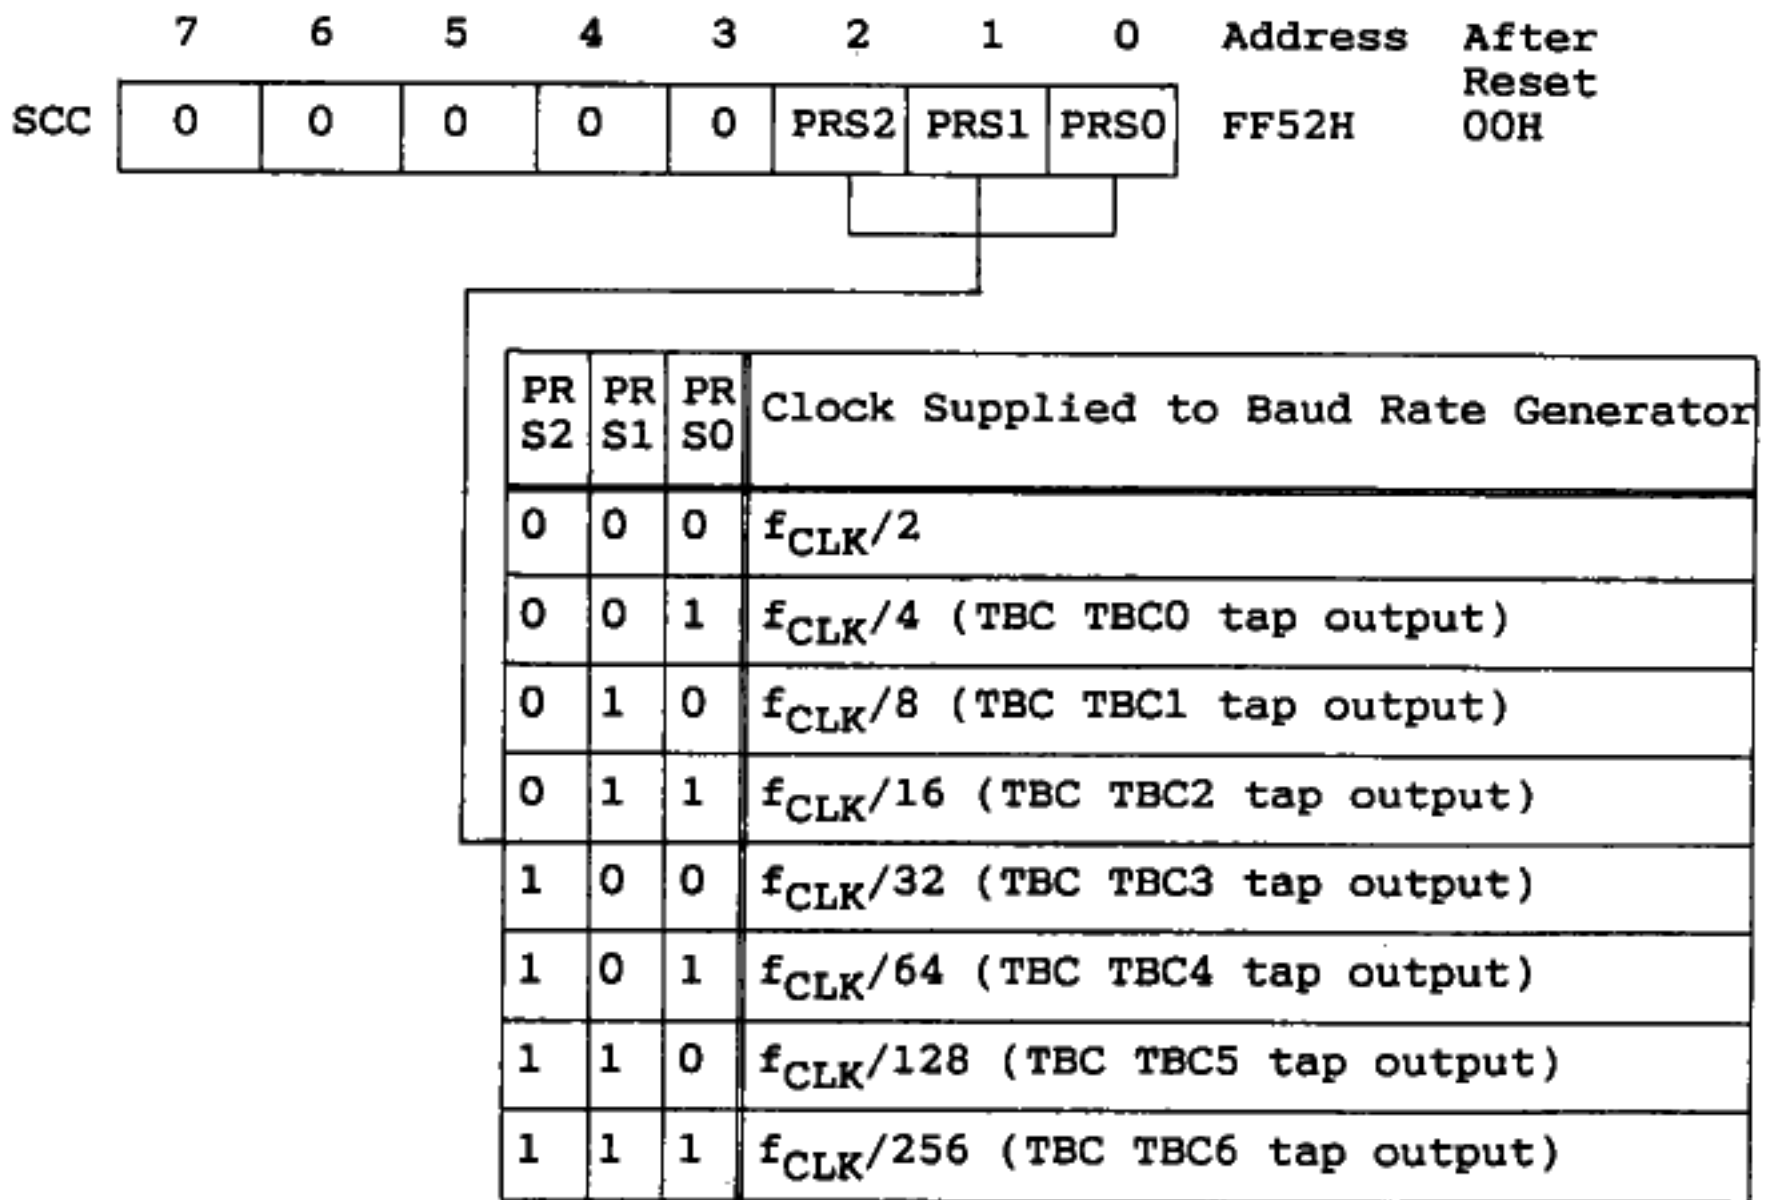 7 6 5 4 3 2 1 0 Address After
Reset
SCC 0 0 0 0 0 PRS2 PRS1 PRS0 FF52H 00H
PR PR PR Clock Supplied to Baud Rate Generator
S2 S1 S0
0 0 0 fCLK/2
0 0 1 fCLK/4 (TBC TBC0 tap output)
0 1 0 fCLK/8 (TBC TBC1 tap output)
0 1 1 fCLK/16 (TBC TBC2 tap output)
1 0 0 fCLK/32 (TBC TBC3 tap output)
1 0 1 fCLK/64 (TBC TBC4 tap output)
1 1 0 fCLK/128 (TBC TBC5 tap output)
1 1 1 fCLK/256 (TBC TBC6 tap output)